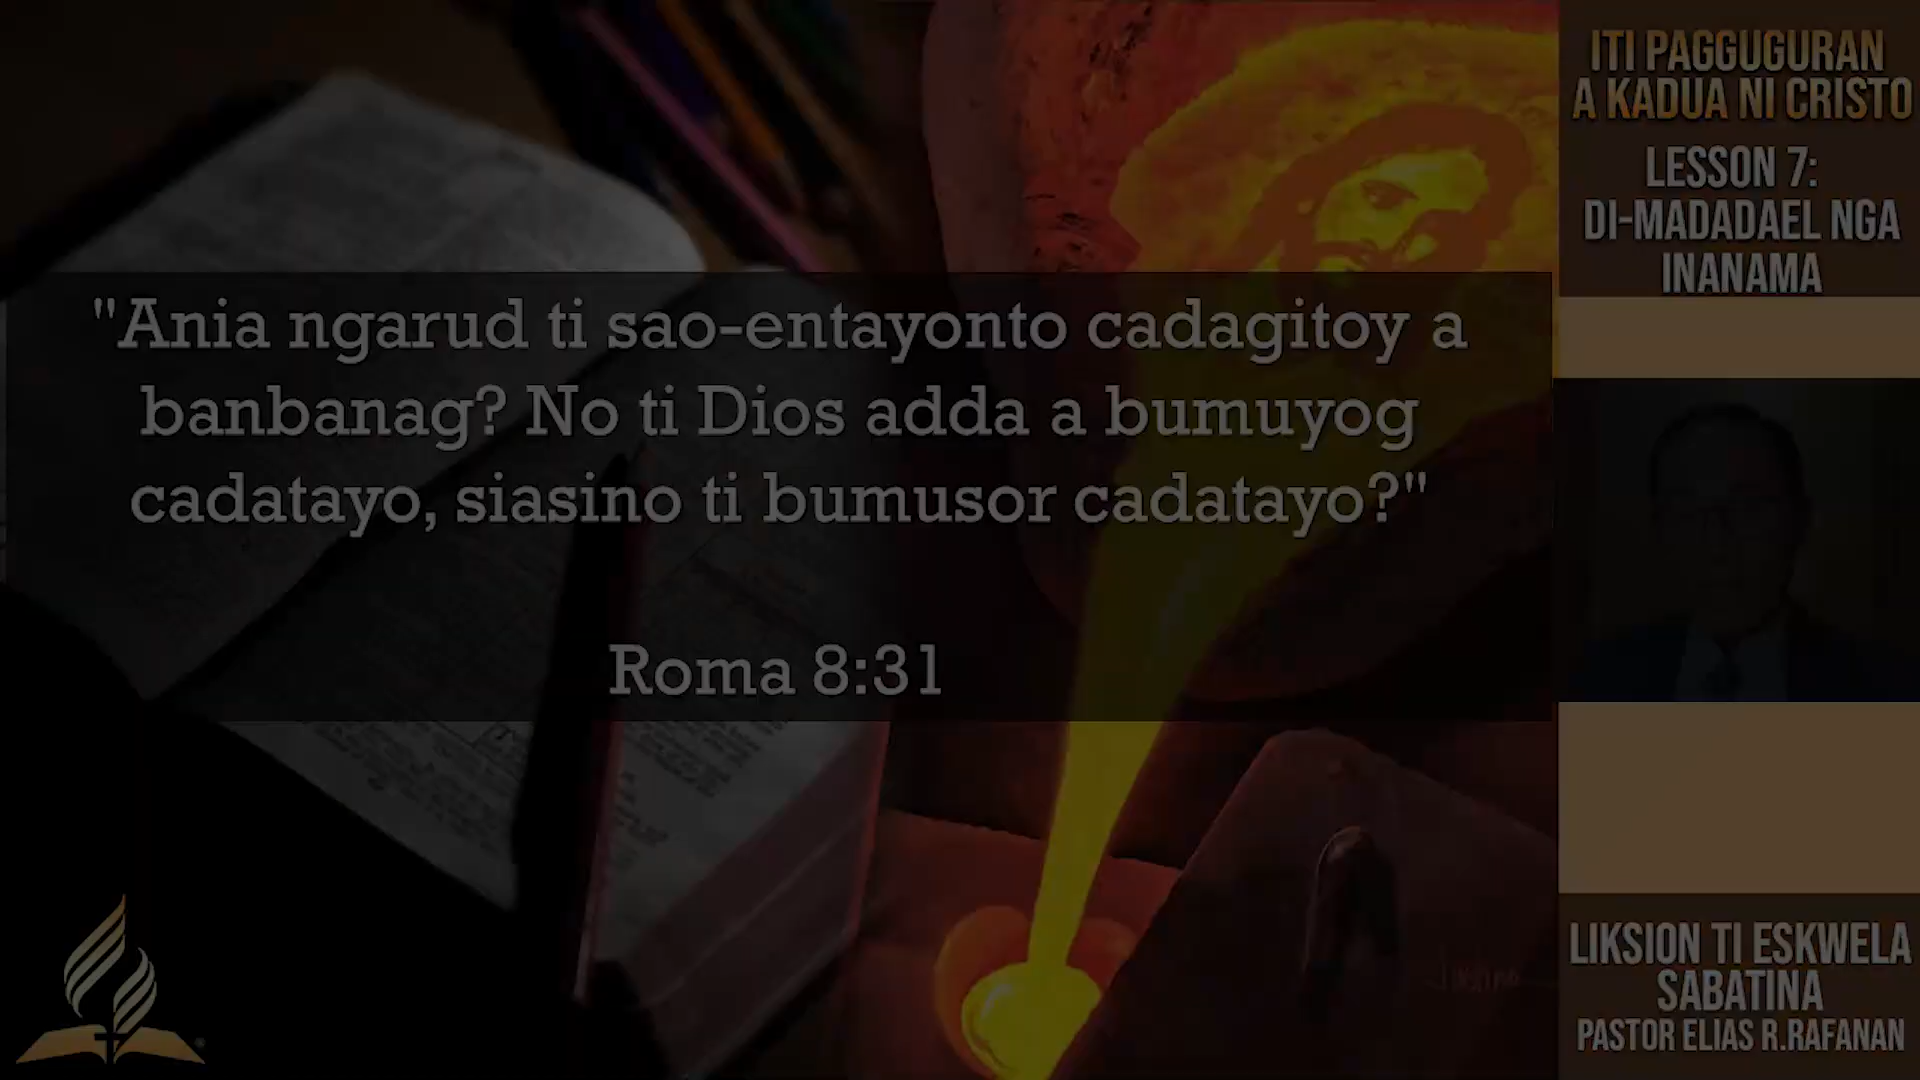 "Ania ngarud ti sao-entayonto cadagitoy a
banbanag? No ti Dios adda a bumuyog
cadatayo, siasino ti bumusor cadatayo?"
Roma 8:31
ITI PAGGUGURAN
A KADUA NI CRISTO
LESSON 7:
DI-MADADAEL NGA
INANAMA
LIKSION TI ESKWELA
SABATINA
PASTOR ELIAS R.RAFANAN